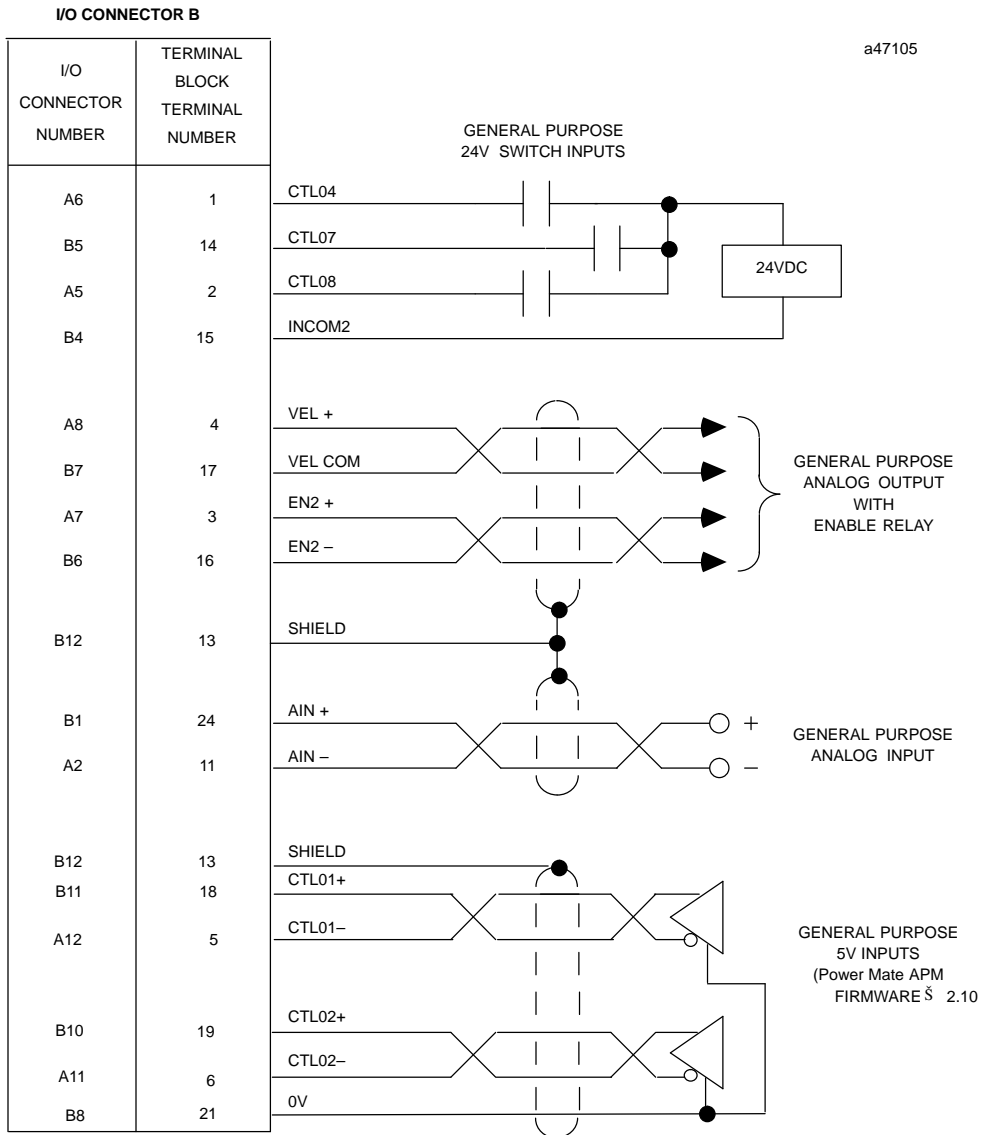 I/O CONNECTOR B
a47105
I/O
CONNECTOR
NUMBER
TERMINAL
BLOCK
TERMINAL
NUMBER
GENERAL PURPOSE
24V SWITCH INPUTS
A6 1 CTL04
B5 14 CTL07
24VDC
A5 2 CTL08
B4 15 INCOM2
A8 4 VEL +
B7 17 VEL COM
A7 3 EN2 +
B6 16 EN2 –
GENERAL PURPOSE
ANALOG OUTPUT
WITH
ENABLE RELAY
B12 13 SHIELD
B1 24 AIN + +
A2 11 AIN – –
GENERAL PURPOSE
ANALOG INPUT
B12 13 SHIELD
B11 18 CTL01+
A12 5 CTL01–
GENERAL PURPOSE
5V INPUTS
(Power Mate APM
FIRMWARE Š 2.10
B10 19 CTL02+
A11 6 CTL02–
B8 21 0V